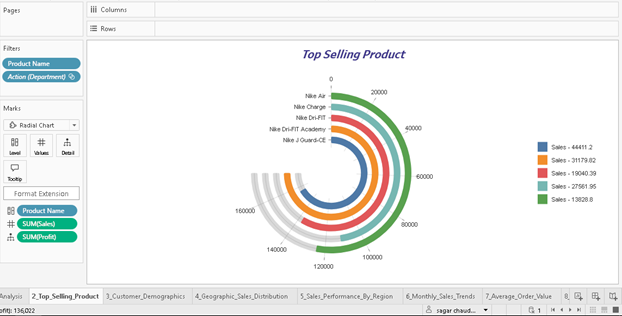 Pages
Columns
Rows
Filters
Product Name
Action (Department)
Marks
Radial Chart
Level
Values
Detail
Tooltip
Format Extension
Product Name
SUM(Sales)
SUM(Profit)
Top Selling Product
0
20000
40000
60000
80000
100000
120000
140000
160000
Nike Air
Nike Charge
Nike Dri-FIT
Nike Dri-FIT Academy
Nike J Guard-CE
Sales - 44411.2
Sales - 31179.82
Sales - 19040.39
Sales - 27561.95
Sales - 13828.8
Analysis
2_Top_Selling_Product
3_Customer_Demographics
4_Geographic_Sales_Distribution
5_Sales_Performance_By_Region
6_Monthly_Sales_Trends
7_Average_Order_Value
8_
ofit): 136,022
sagar chaud...
1